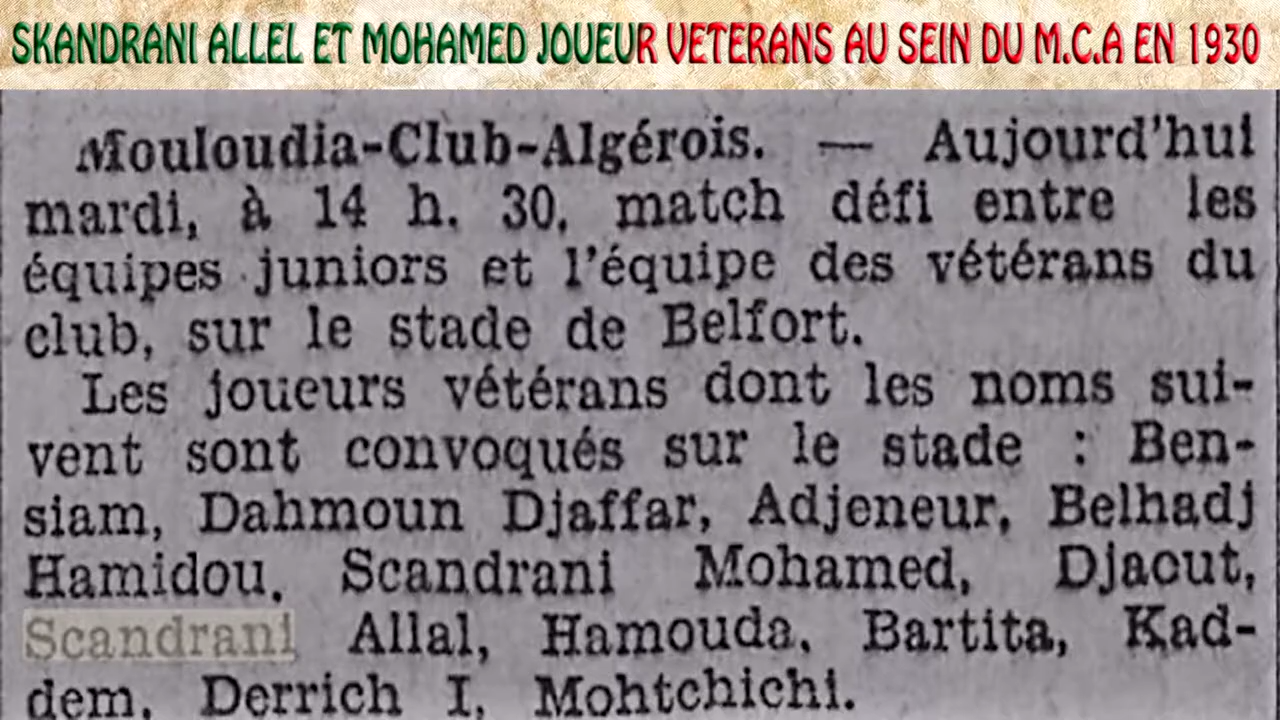 SKANDRANI ALLEL ET MOHAMED JOUEUR VETERANS AU SEIN DU M.C.A EN 1930
Mouloudia-Club-Algérois. — Aujourd'hui
mardi, à 14 h. 30, match défi entre les
équipes juniors et l'équipe des vétérans du
club, sur le stade de Belfort.
Les joueurs vétérans dont les noms sui-
vent sont convoqués sur le stade : Ben-
siam, Dahmoun Djaffar, Adjeneur, Belhadj
Hamidou, Scandrani Mohamed, Djaout,
Scandrani Allal, Hamouda, Bartita, Kad-
dem, Derrich I, Mohtchichi.